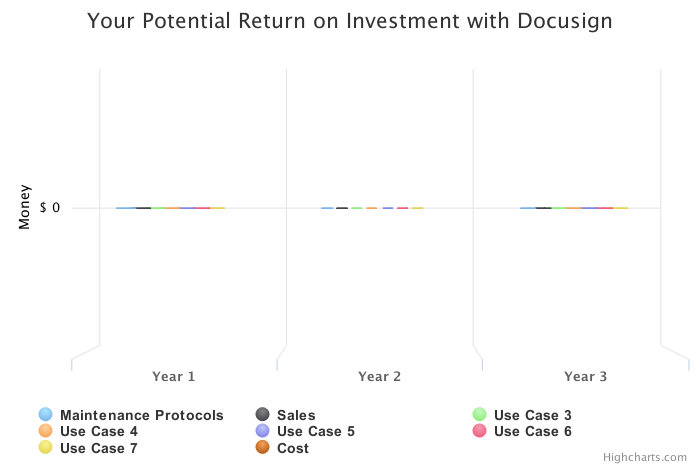 Your Potential Return on Investment with Docusign
Money
$ 0
Year 1
Year 2
Year 3
Maintenance Protocols
Sales
Use Case 3
Use Case 4
Use Case 5
Use Case 6
Use Case 7
Cost
Highcharts.com